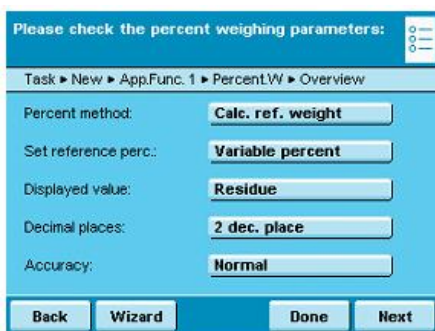 Please check the percent weighing parameters:
Task ▸ New ▸ App.Func. 1 ▸ Percent.W ▸ Overview
Percent method: Calc. ref. weight
Set reference perc.: Variable percent
Displayed value: Residue
Decimal places: 2 dec. place
Accuracy: Normal
Back Wizard Done Next